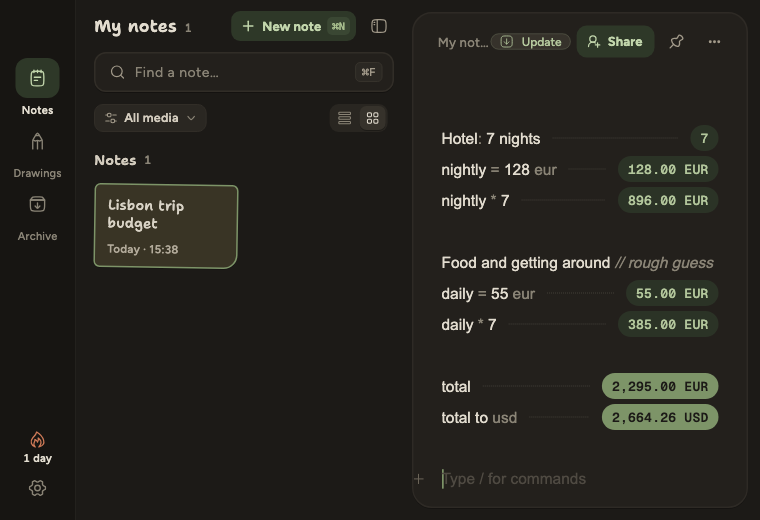 My notes 1
+ New note ⌘N
Find a note... ⌘F
All media
Notes
Drawings
Archive
1 day
Notes 1
Lisbon trip
budget
Today · 15:38
My not... Update Share
Hotel: 7 nights 7
nightly = 128 eur 128.00 EUR
nightly * 7 896.00 EUR
Food and getting around // rough guess
daily = 55 eur 55.00 EUR
daily * 7 385.00 EUR
total 2,295.00 EUR
total to usd 2,664.26 USD
+ Type / for commands